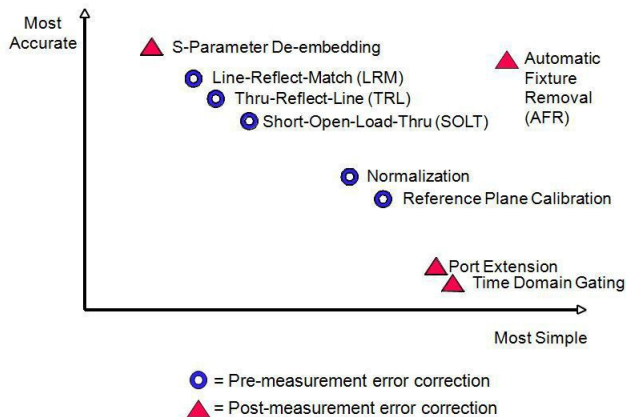 Most
Accurate
S-Parameter De-embedding
Line-Reflect-Match (LRM)
Thru-Reflect-Line (TRL)
Short-Open-Load-Thru (SOLT)
Automatic
Fixture
Removal
(AFR)
Normalization
Reference Plane Calibration
Port Extension
Time Domain Gating
Most Simple
= Pre-measurement error correction
= Post-measurement error correction